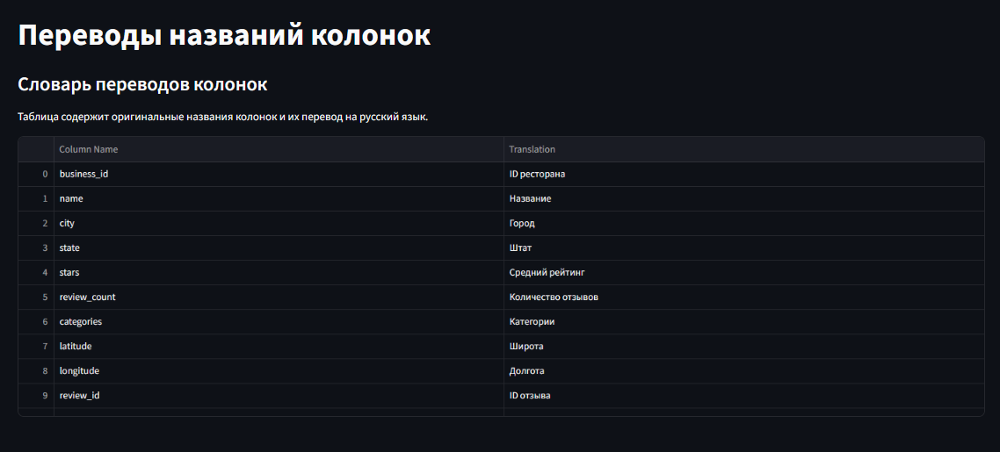 Переводы названий колонок
Словарь переводов колонок
Таблица содержит оригинальные названия колонок и их перевод на русский язык.
Column Name Translation
0 business_id ID ресторана
1 name Название
2 city Город
3 state Штат
4 stars Средний рейтинг
5 review_count Количество отзывов
6 categories Категории
7 latitude Широта
8 longitude Долгота
9 review_id ID отзыва